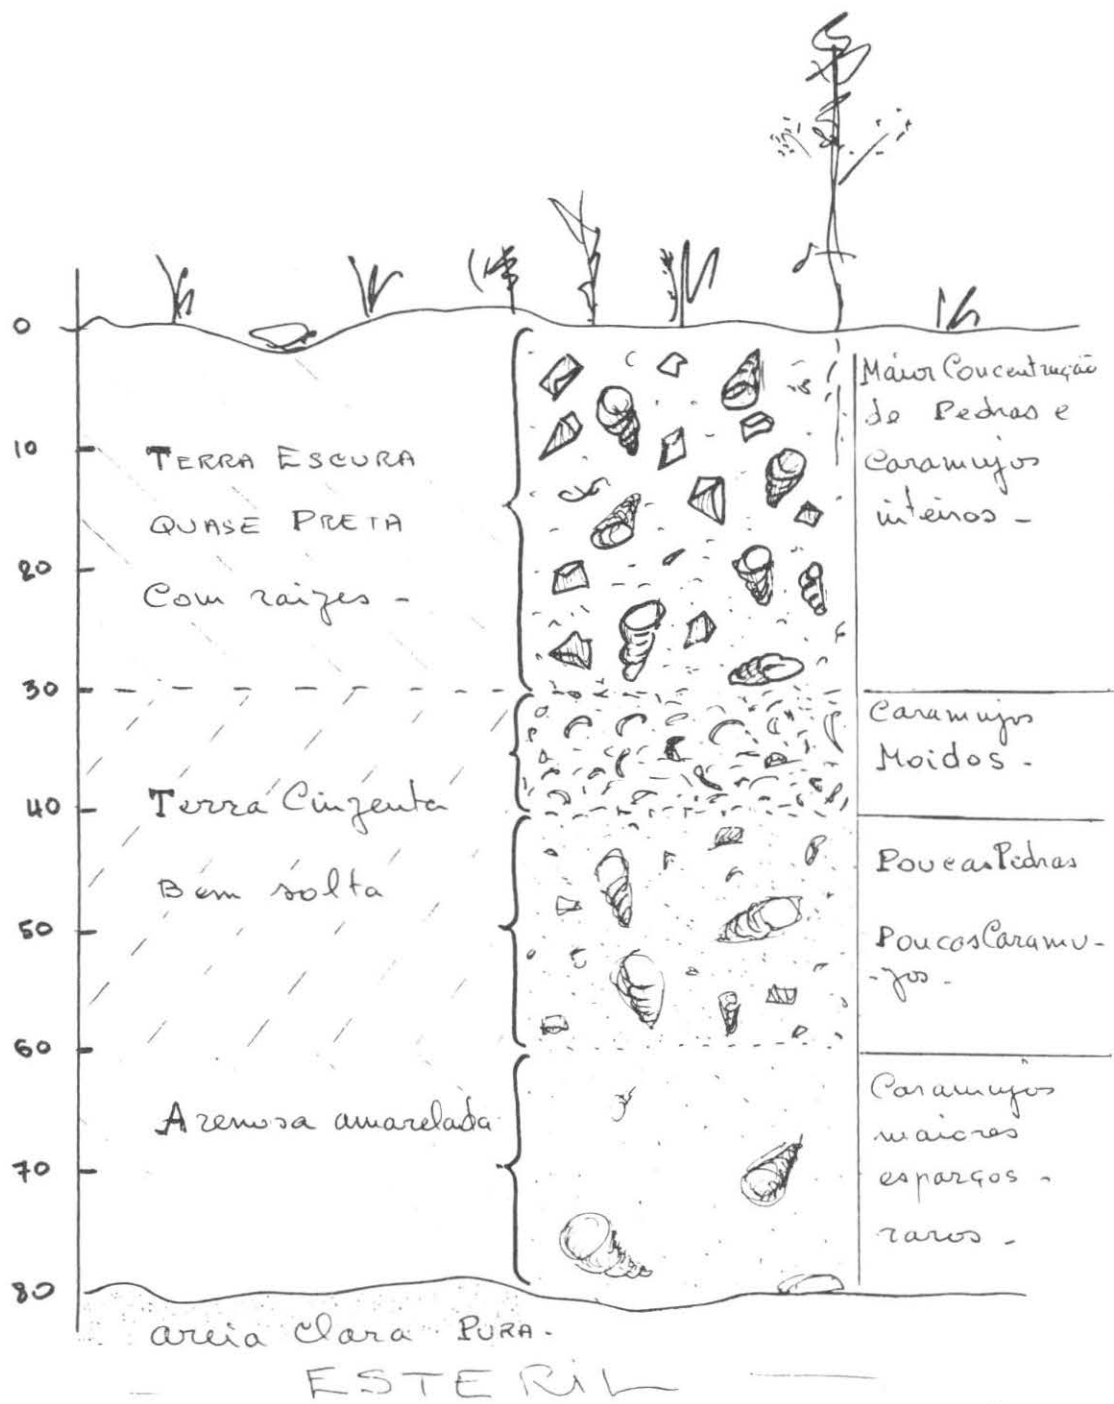 0
10
20
30
40
50
60
70
80
TERRA ESCURA
QUASE PRETA
Com raizes -
Terra Cinzenta
Bem solta
Arenosa amarelada
areia clara PURA.
ESTERIL
Maior Concentração
de Pedras e
Caramujos
inteiros -
Caramujos
Moidos -
Poucas Pedras
Poucos Caramu-
-jos -
Caramujos
maiores
esparços -
raros -